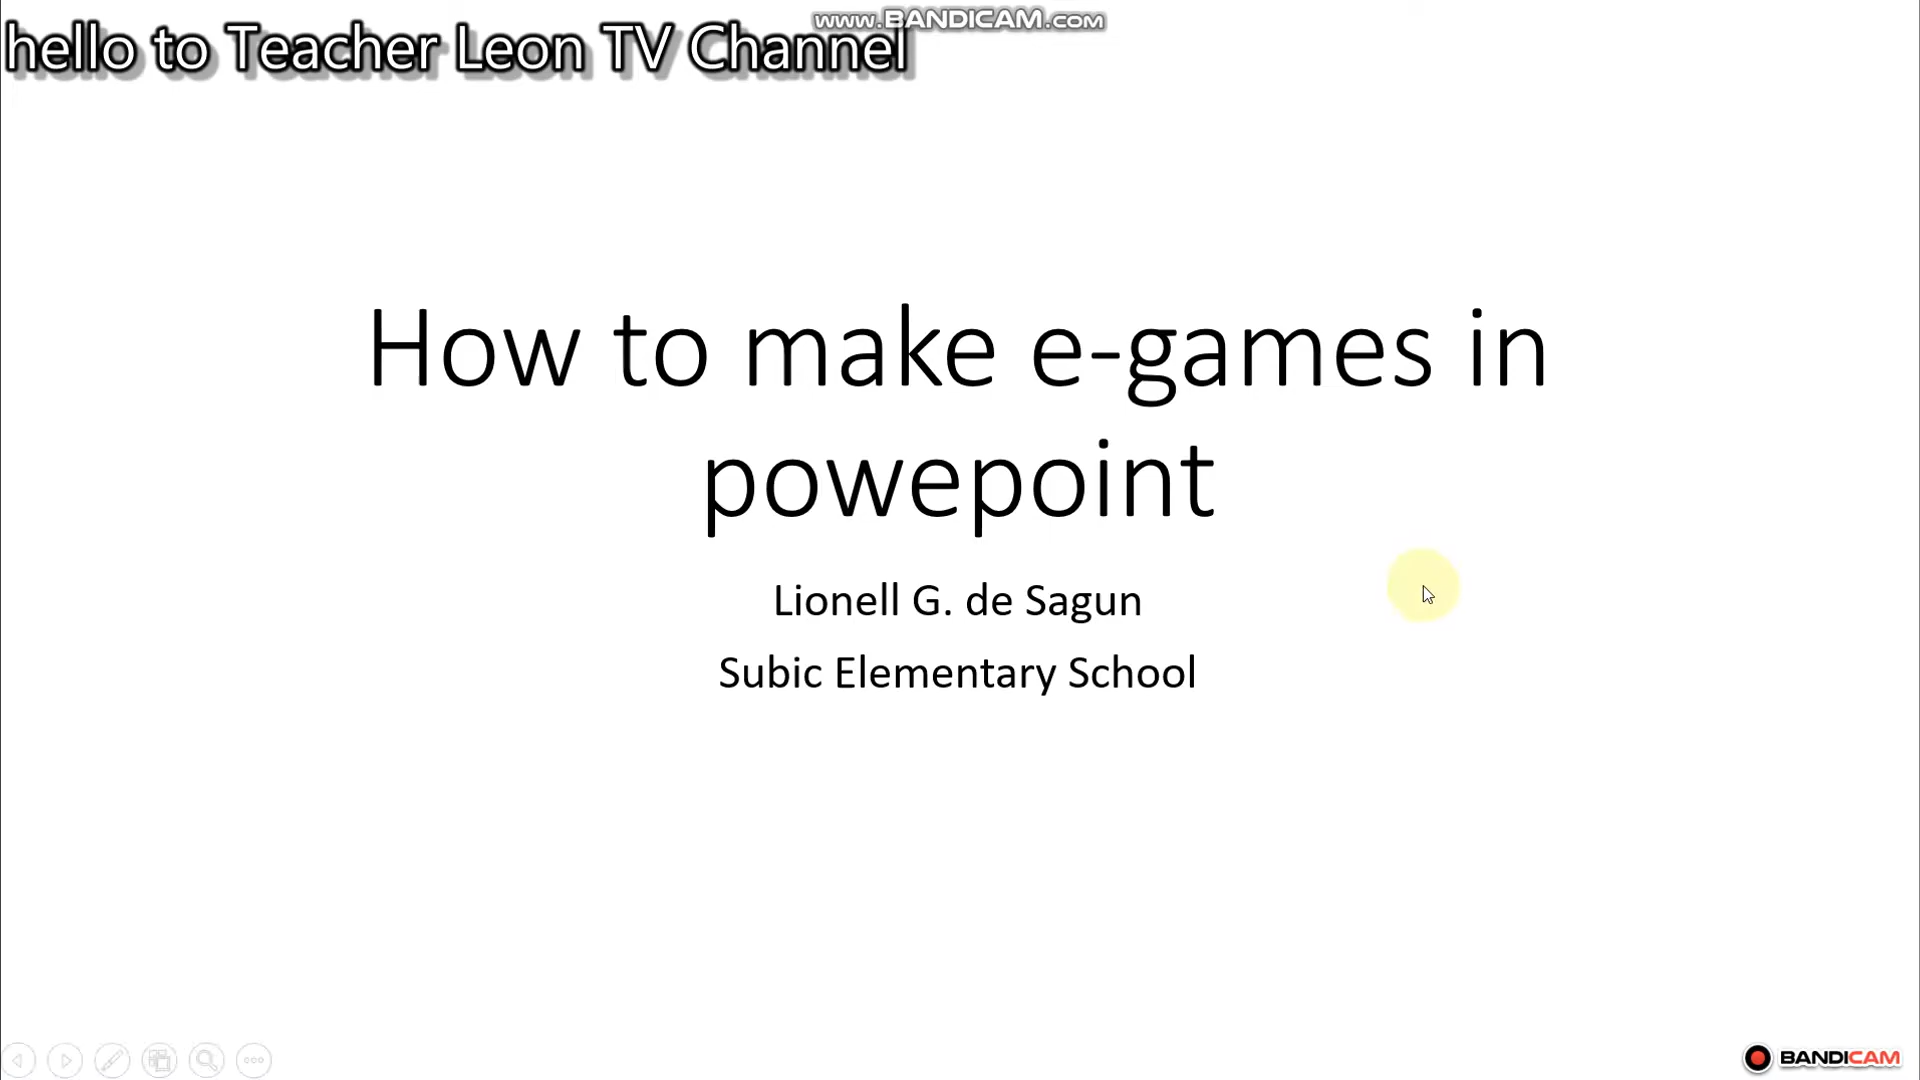 www.BANDICAM.com
hello to Teacher Leon TV Channel
How to make e-games in
powepoint
Lionell G. de Sagun
Subic Elementary School
BANDICAM